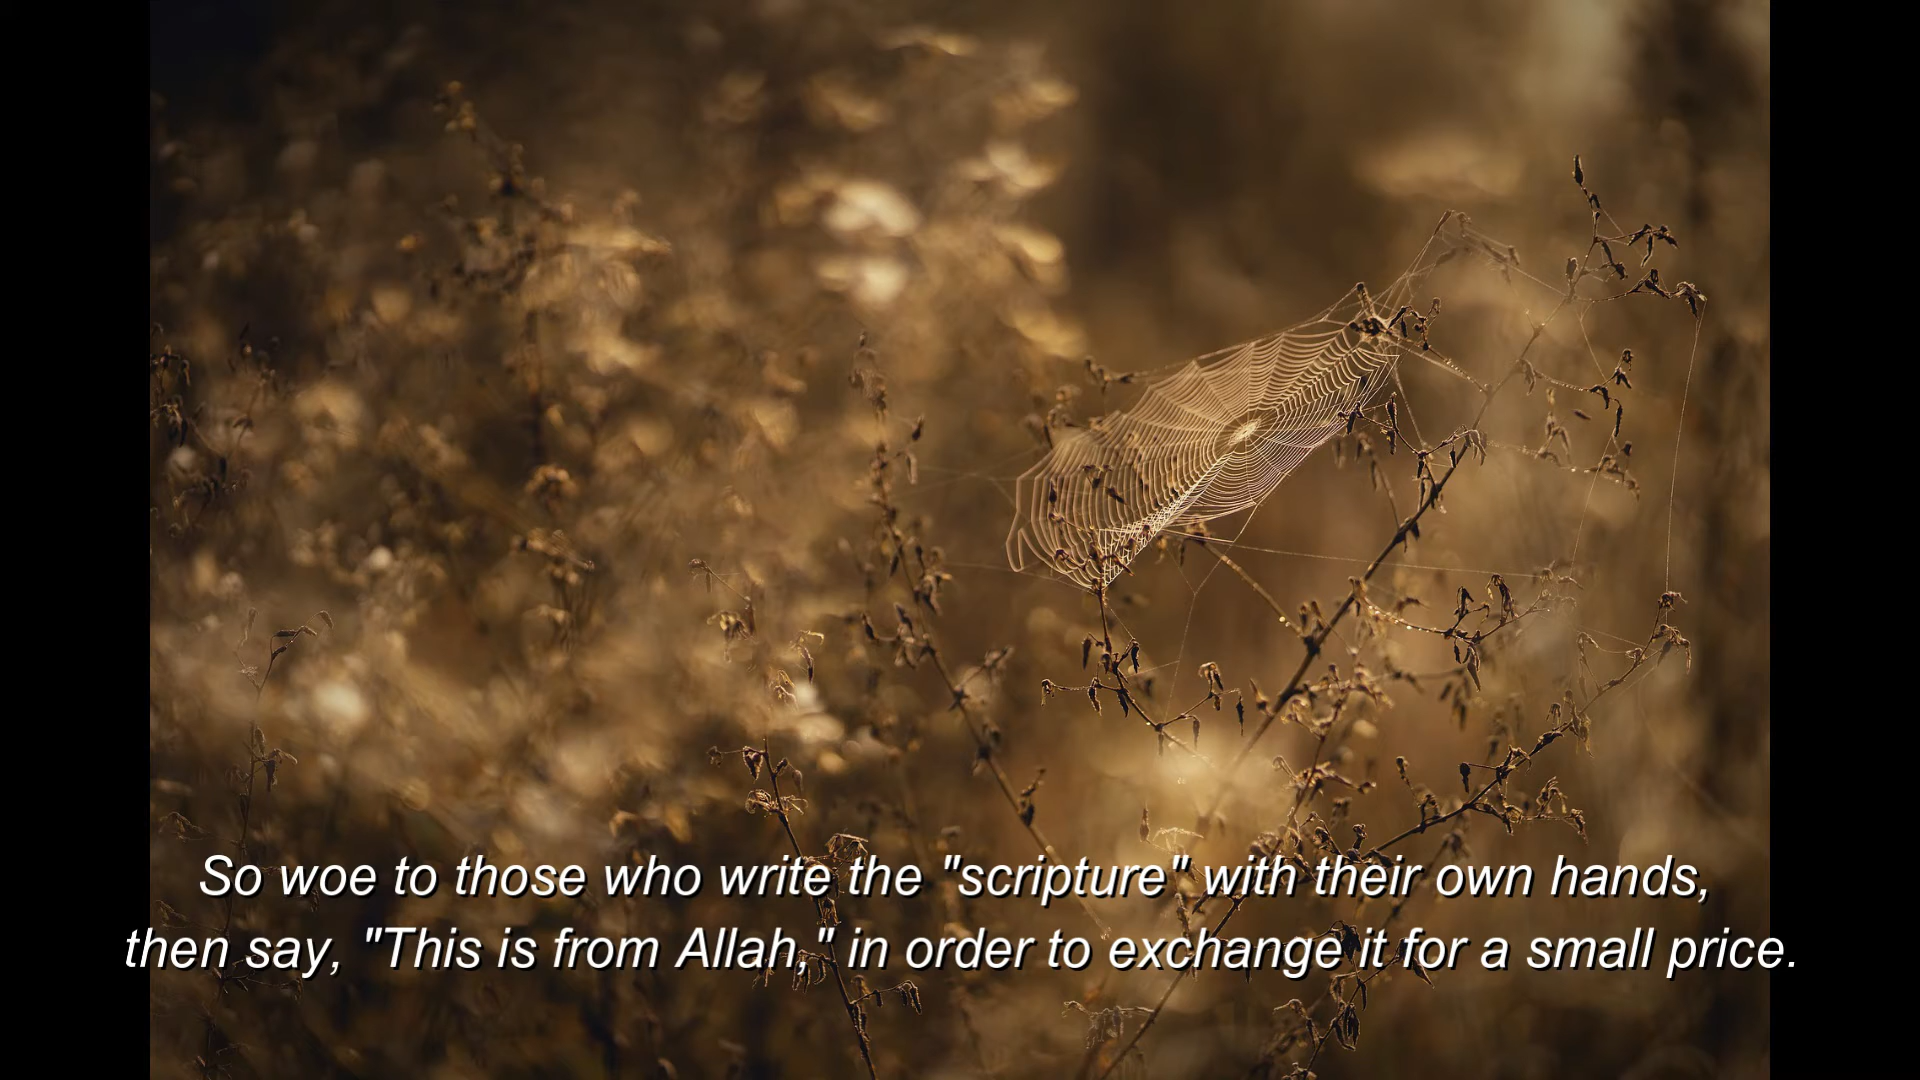 So woe to those who write the "scripture" with their own hands,
then say, "This is from Allah," in order to exchange it for a small price.